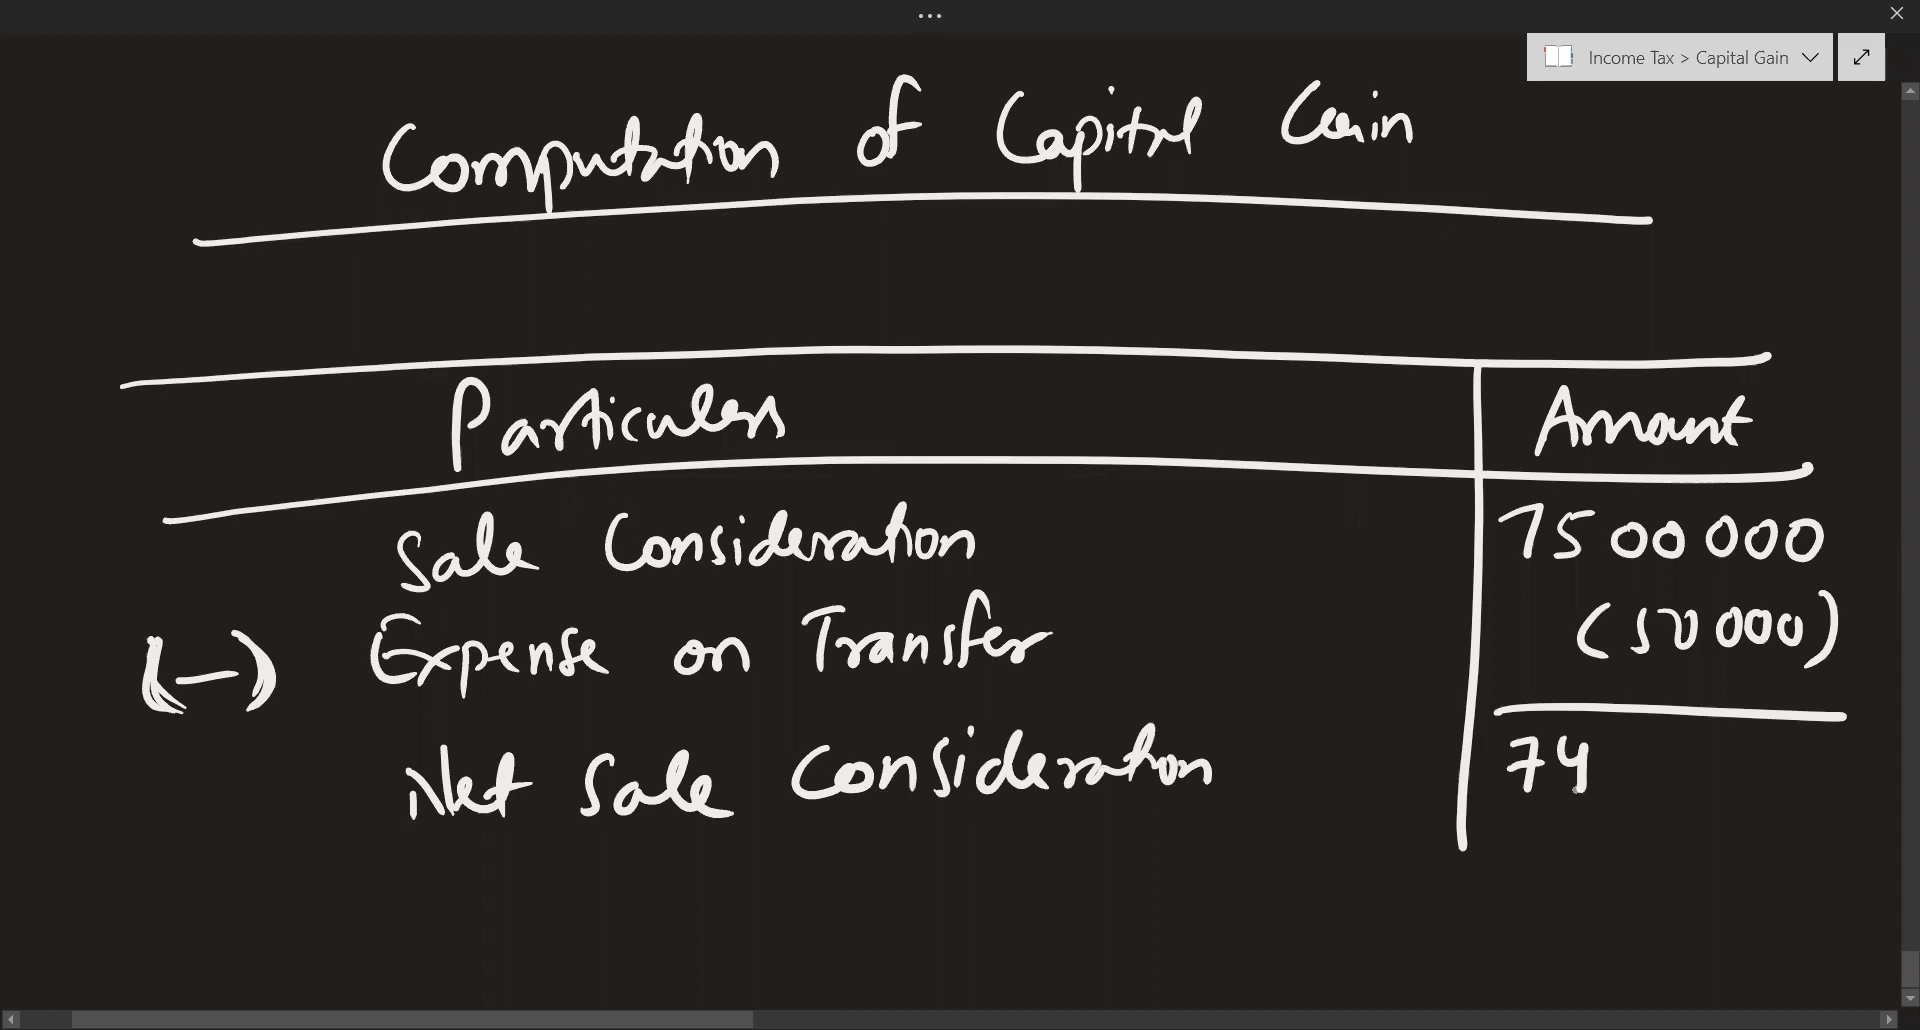 Income Tax > Capital Gain
Computation of Capital Gain
Particulars Amount
Sale Consideration 7500000
(-) Expense on Transfer (50000)
Net Sale Consideration 74